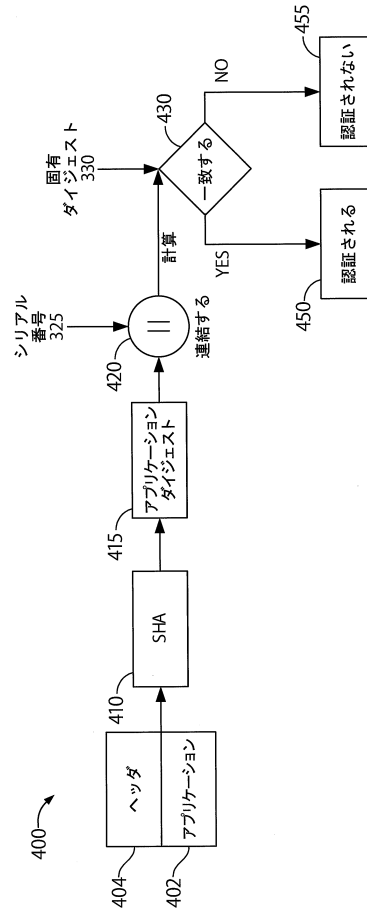 400
ヘッダ
404
アプリケーション
402
SHA
410
アプリケーション
ダイジェスト
415
シリアル
番号
325
||
420
連結する
計算
固有
ダイジェスト
330
一致する
430
YES
NO
認証される
450
認証されない
455